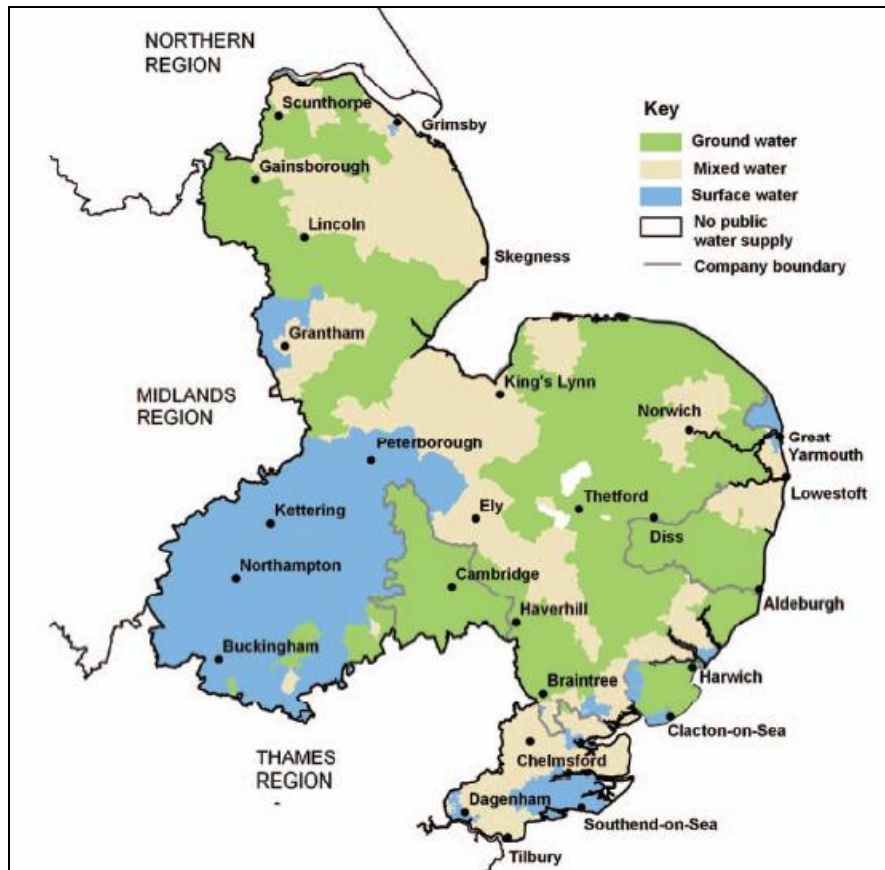 NORTHERN
REGION
Scunthorpe
Grimsby
Gainsborough
Lincoln
Skegness
Grantham
Key
Ground water
Mixed water
Surface water
No public
water supply
Company boundary
MIDLANDS
REGION
King's Lynn
Norwich
Great
Yarmouth
Peterborough
Lowestoft
Kettering
Ely
Thetford
Diss
Northampton
Cambridge
Aldeburgh
Haverhill
Buckingham
Harwich
Braintree
Clacton-on-Sea
THAMES
REGION
Chelmsford
Dagenham
Southend-on-Sea
Tilbury